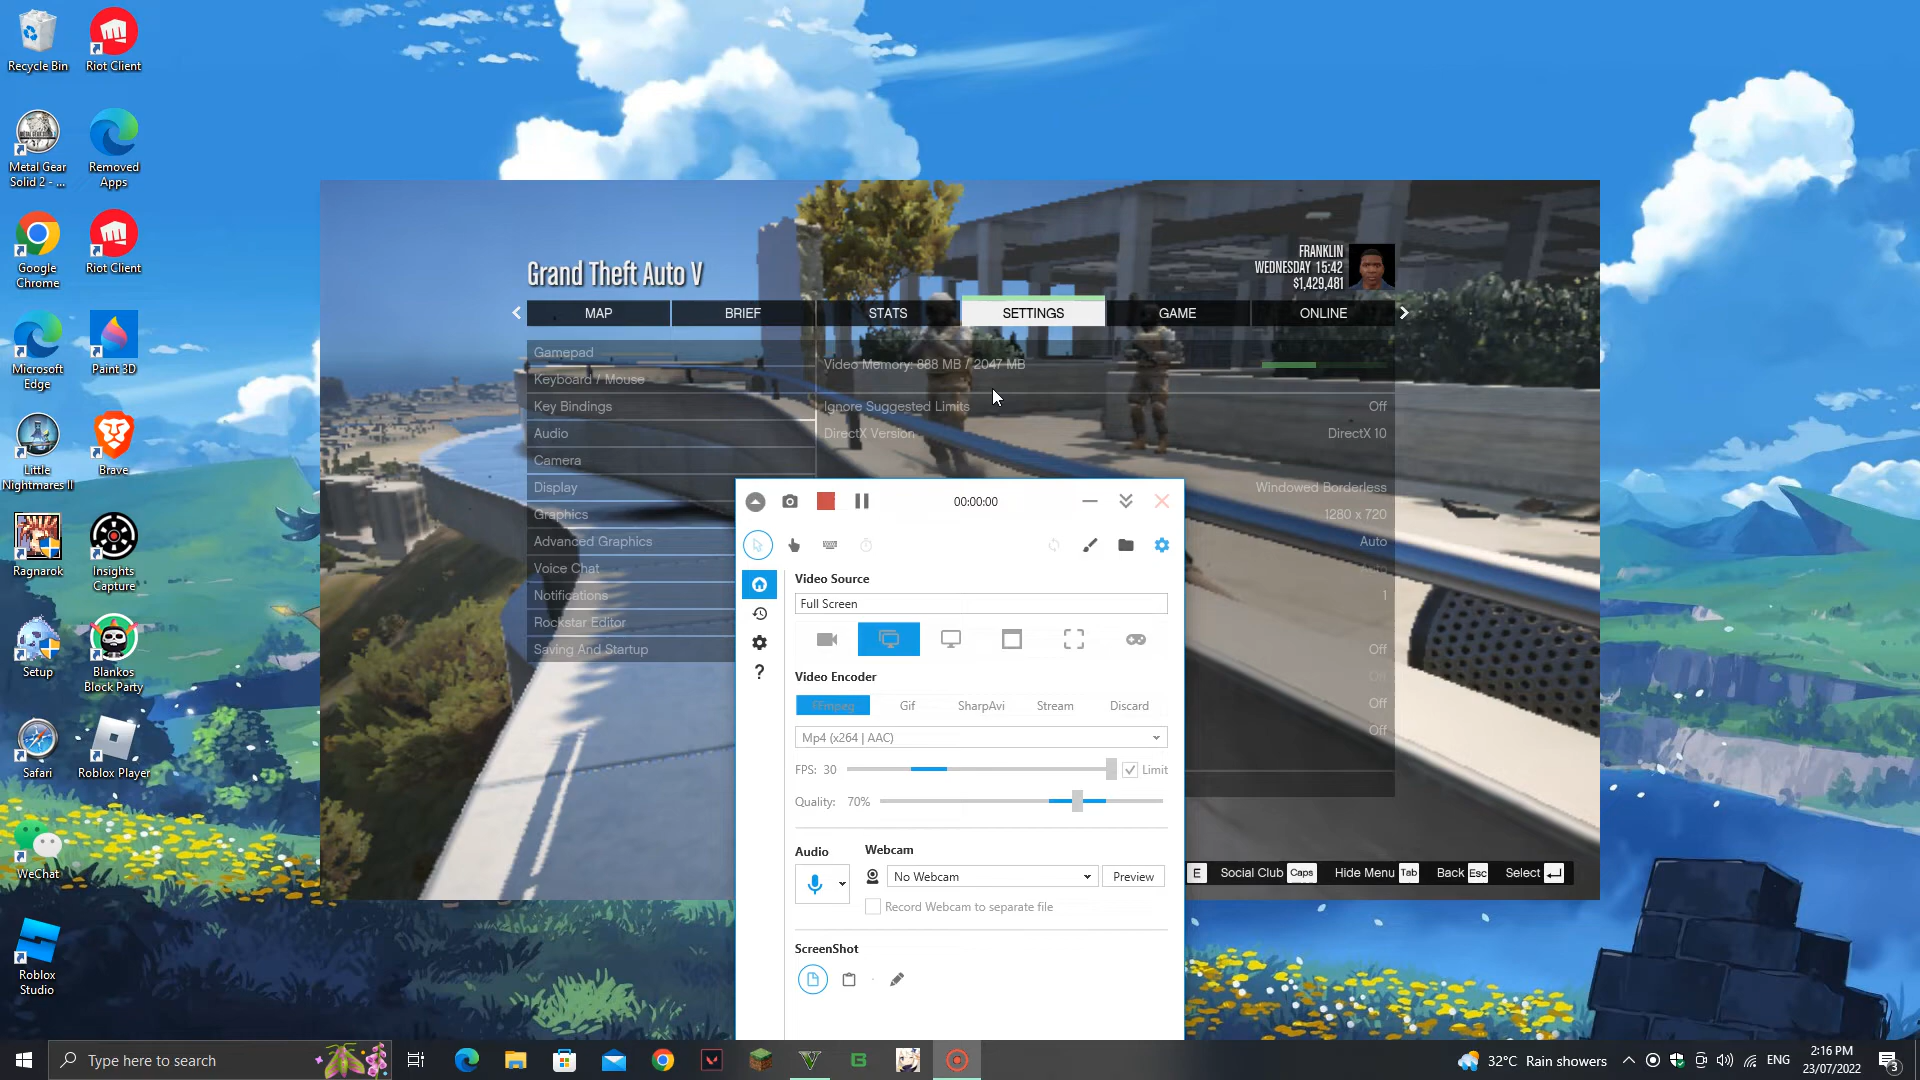 Recycle Bin
Riot Client
Metal Gear
Solid 2 - ...
Removed
Apps
Google
Chrome
Riot Client
Microsoft
Edge
Paint 3D
Little
Nightmares II
Brave
Ragnarok
Insights
Capture
Setup
Blankos
Block Party
Safari
Roblox Player
WeChat
Roblox
Studio
Grand Theft Auto V
FRANKLIN
WEDNESDAY 15:42
$1,429,481
MAP
BRIEF
STATS
SETTINGS
GAME
ONLINE
Gamepad
Keyboard / Mouse
Key Bindings
Audio
Camera
Display
Graphics
Advanced Graphics
Voice Chat
Notifications
Rockstar Editor
Saving And Startup
Video Memory: 888 MB / 2047 MB
Ignore Suggested Limits
Off
DirectX Version
DirectX 10
Windowed Borderless
1280 x 720
Auto
Auto
1
Off
Off
Off
Off
E
Social Club
Caps
Hide Menu
Tab
Back
Esc
Select
00:00:00
Video Source
Full Screen
Video Encoder
FFmpeg
Gif
SharpAvi
Stream
Discard
Mp4 (x264 | AAC)
FPS: 30
Limit
Quality: 70%
Audio
Webcam
No Webcam
Preview
Record Webcam to separate file
ScreenShot
Type here to search
32°C Rain showers
ENG
2:16 PM
23/07/2022
3